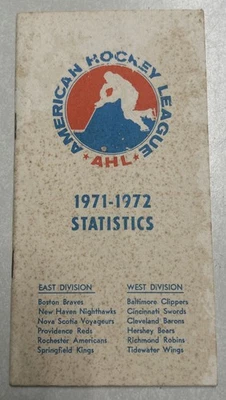 AMERICAN HOCKEY LEAGUE
AHL
1971-1972
STATISTICS
EAST DIVISION
Boston Braves
New Haven Nighthawks
Nova Scotia Voyaguers
Providence Reds
Rochester Americans
Springfield Kings
WEST DIVISION
Baltimore Clippers
Cincinnati Swords
Cleveland Barons
Hershey Bears
Richmond Robins
Tidewater Wings